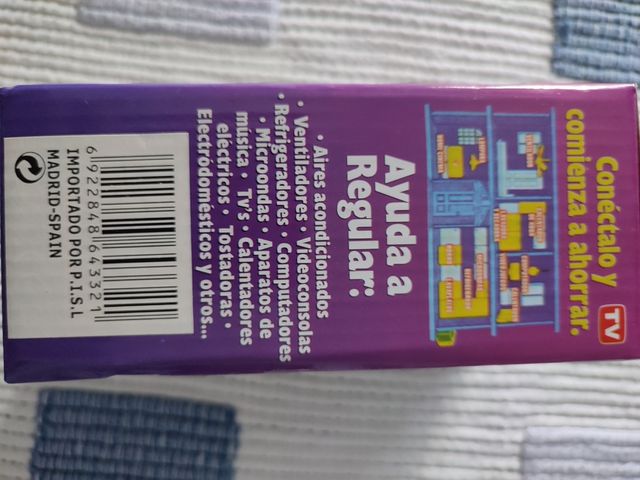 Conéctalo y
comienza a ahorrar.
TV
Ayuda a
Regular:
• Aires acondicionados
• Ventiladores • Videoconsolas
• Refrigeradores • Computadores
• Microondas • Aparatos de
música • Tv's • Calentadores
eléctricos • Tostadoras •
Electródomésticos y otros...
6 922848 643321
IMPORTADO POR P.I.S.L
MADRID-SPAIN